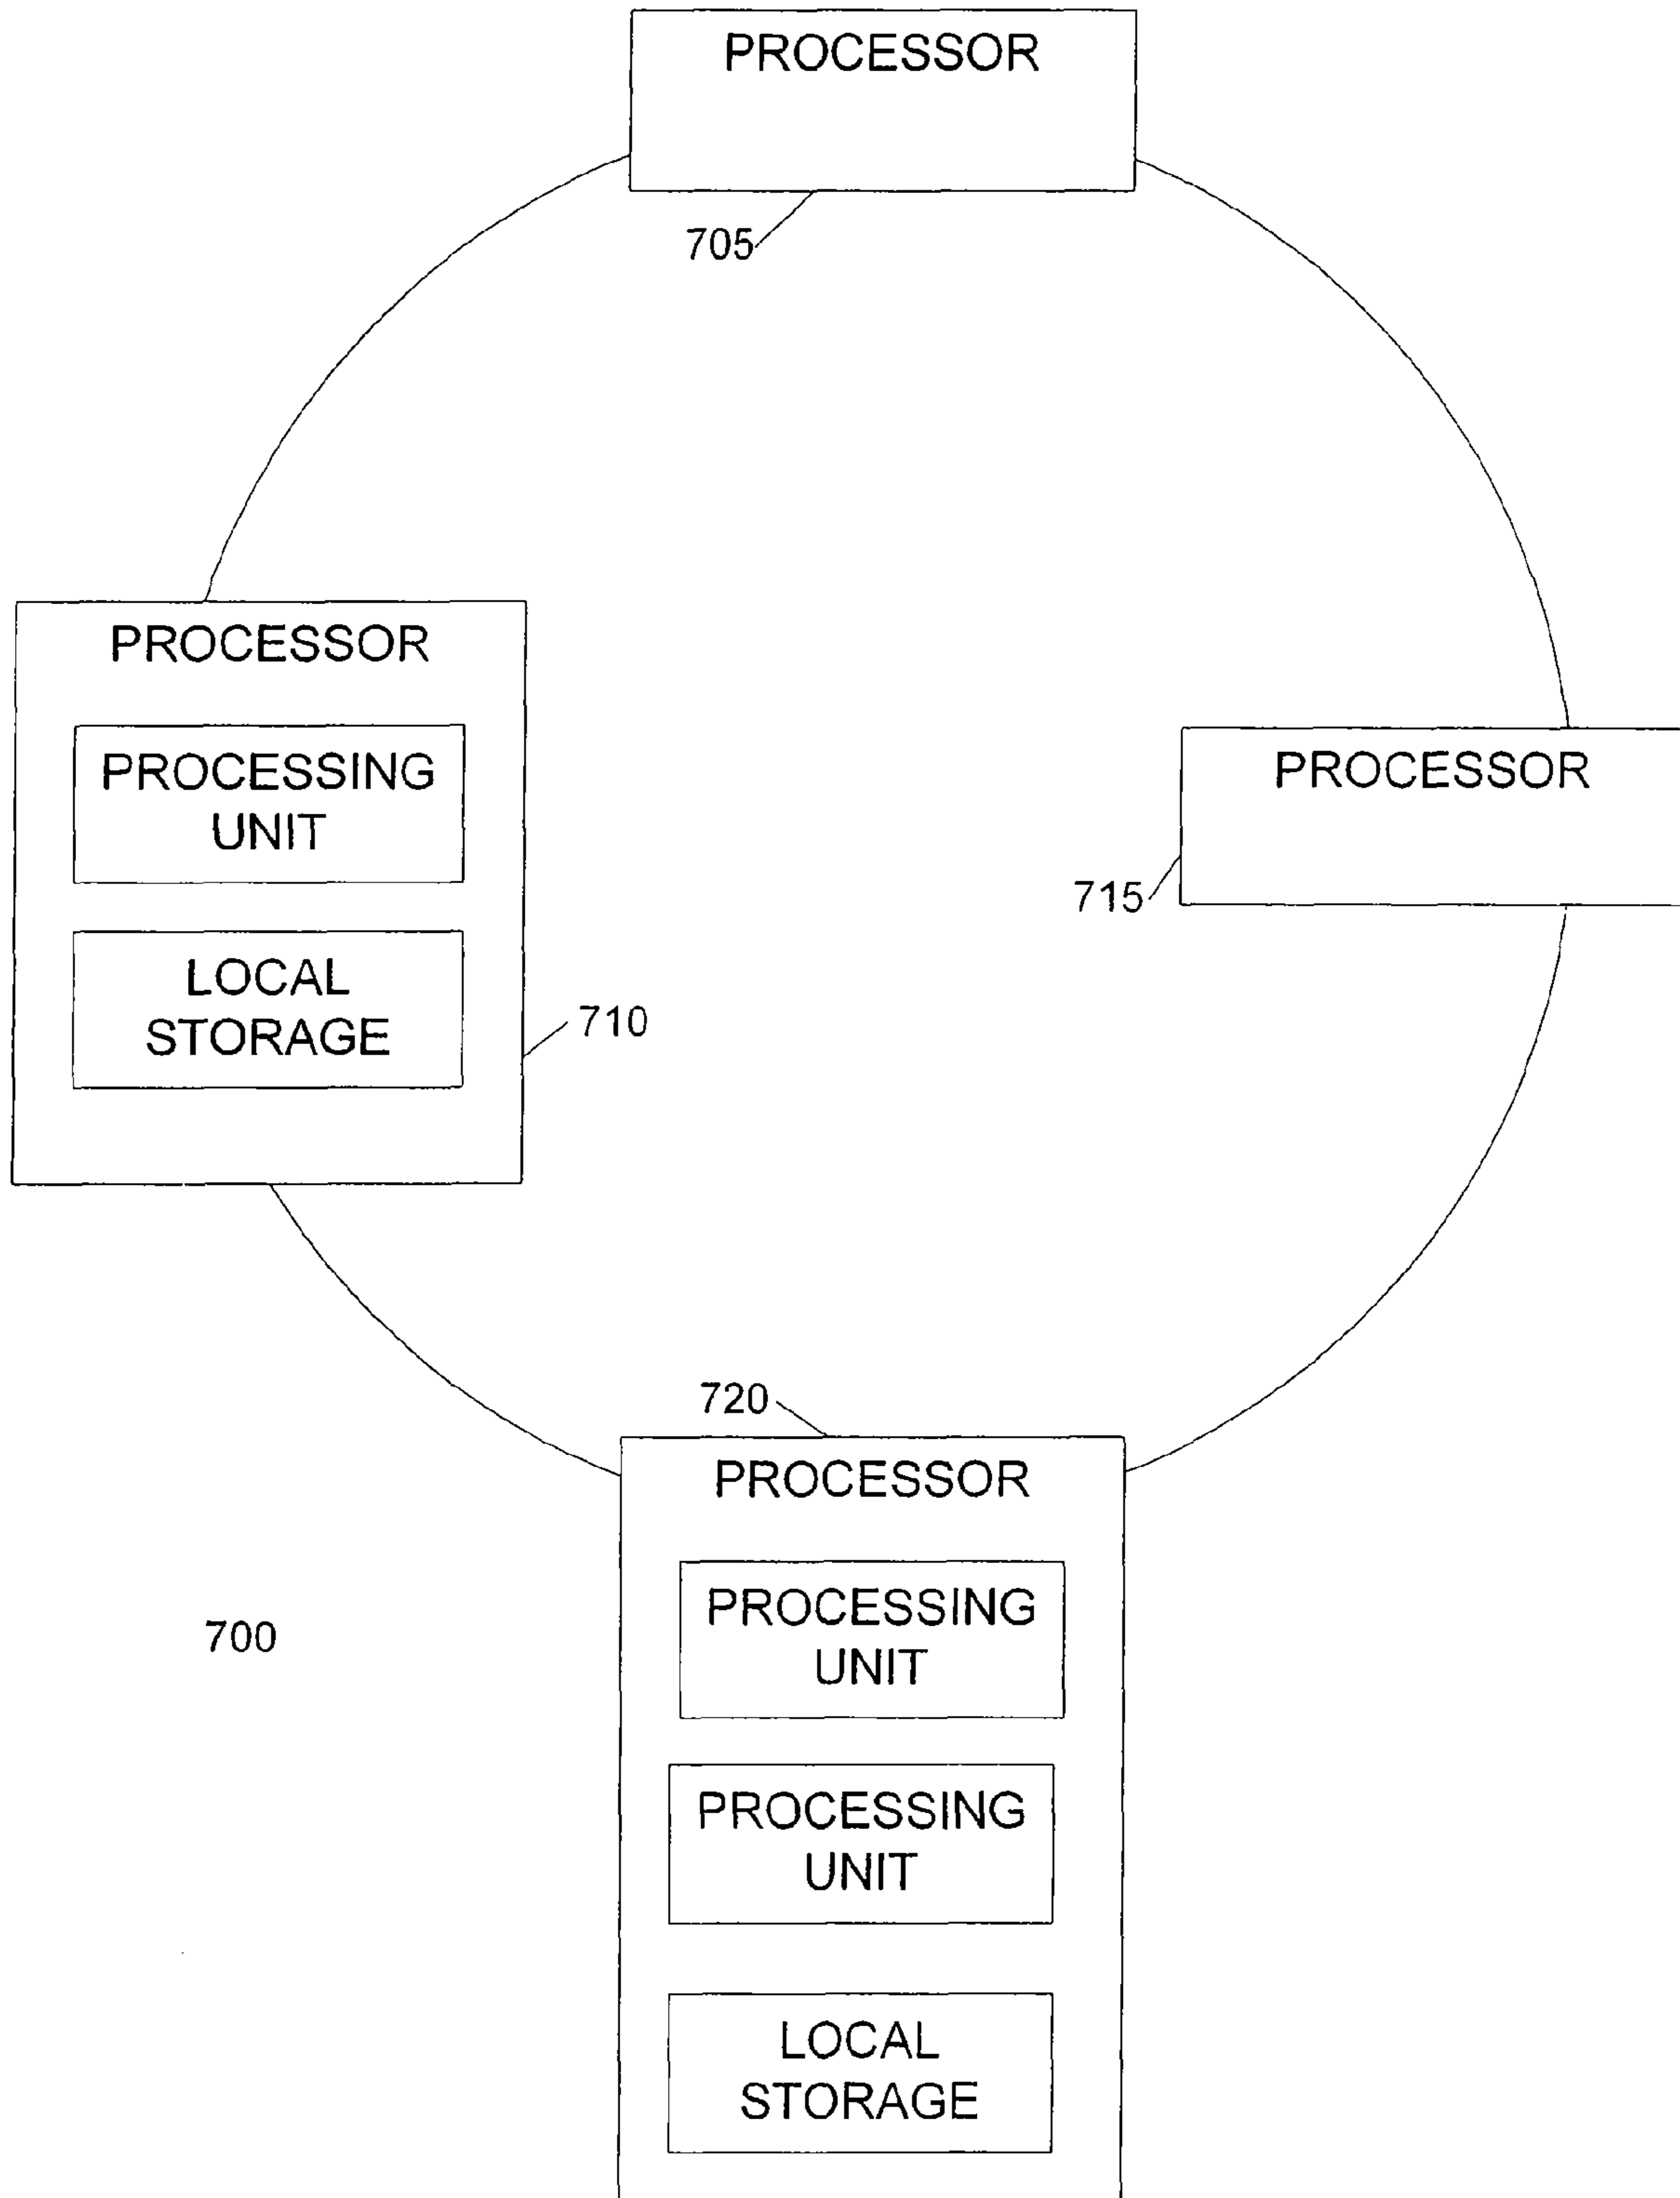 PROCESSOR
705
PROCESSOR
PROCESSING
UNIT
LOCAL
STORAGE
710
PROCESSOR
715
720
PROCESSOR
PROCESSING
UNIT
PROCESSING
UNIT
LOCAL
STORAGE
700